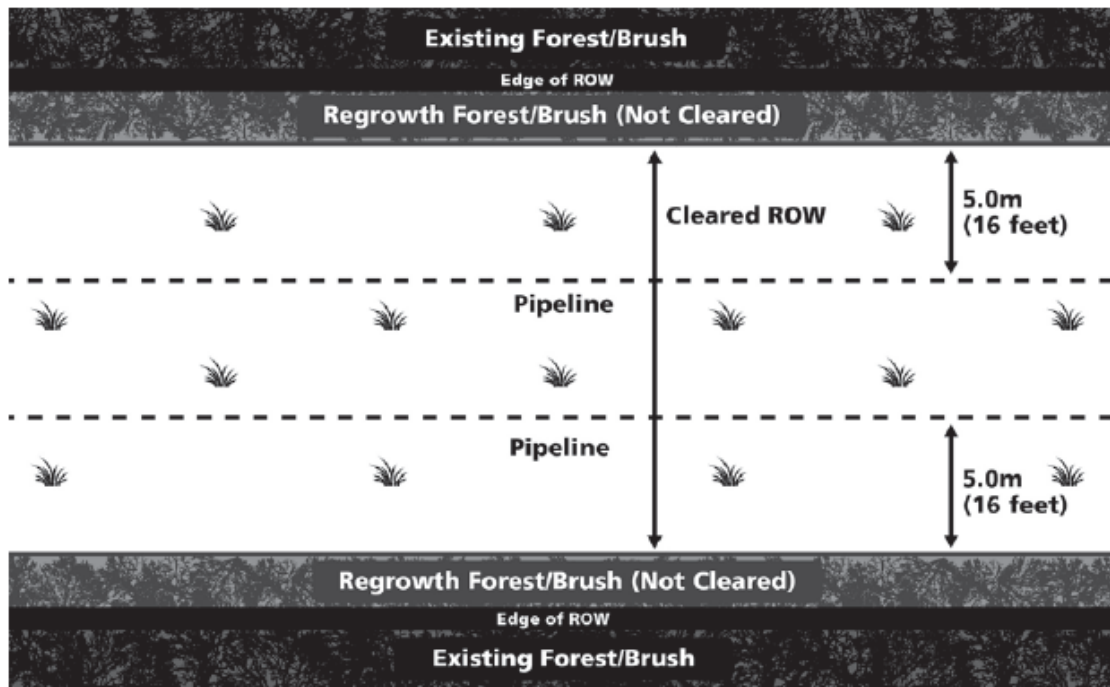 Existing Forest/Brush
Edge of ROW
Regrowth Forest/Brush (Not Cleared)
Cleared ROW
5.0m
(16 feet)
Pipeline
Pipeline
5.0m
(16 feet)
Regrowth Forest/Brush (Not Cleared)
Edge of ROW
Existing Forest/Brush